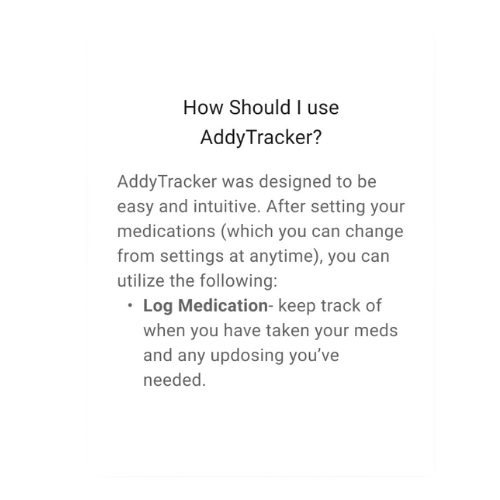 How Should I use
AddyTracker?
AddyTracker was designed to be
easy and intuitive. After setting your
medications (which you can change
from settings at anytime), you can
utilize the following:
• Log Medication- keep track of
when you have taken your meds
and any updosing you’ve
needed.